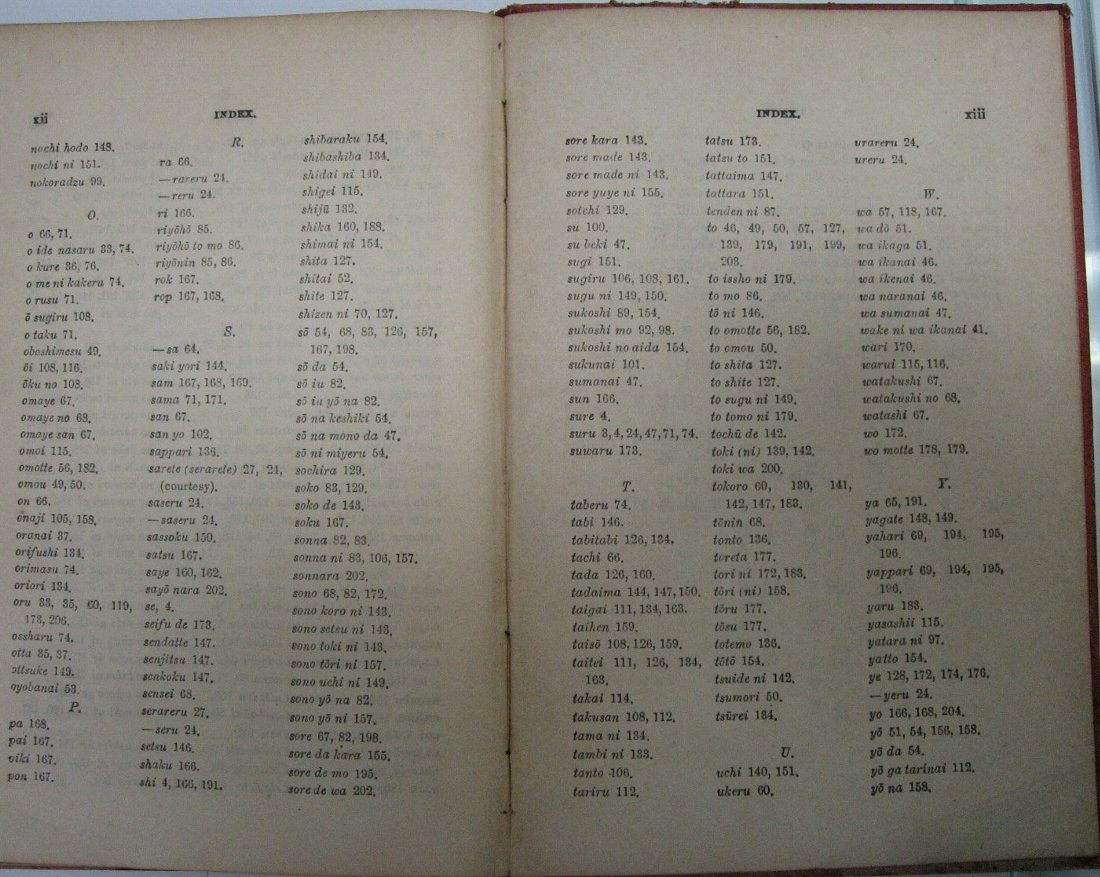 xii
INDEX.
nochi hodo 148.
nochi ni 151.
nokoradzu 99.
O.
o 66, 71.
o ide nasaru 33, 74.
o kure 36, 76.
o me ni kakeru 74.
o rusu 71.
ō sugiru 108.
o taku 71.
oboshimesu 49.
ōi 108, 116.
ōku no 108.
omaye 67.
omaye no 68.
omaye san 67.
omoi 115.
omotte 56, 182.
omou 49, 50.
on 66.
onaji 105, 158.
oranai 37.
orifushi 134.
orimasu 74.
oriori 134.
oru 33, 35, 60, 119,
173, 206.
ossharu 74.
otta 35, 37.
ottsuke 149.
oyobanai 53.
P.
pa 168.
pai 167.
piki 167.
pon 167.
R.
ra 66.
—rareru 24.
—reru 24.
ri 166.
riyōhō 85.
riyōhō to mo 86.
riyōnin 85, 86.
rok 167.
rop 167, 168.
S.
—sa 64.
saki yori 144.
sam 167, 168, 169.
sama 71, 171.
san 67.
san yo 102.
sappari 136.
sarete (serarete) 27, 24,
(courtesy).
saseru 24.
—saseru 24.
sassoku 150.
satsu 167.
saye 160, 162.
sayō nara 202.
se, 4.
seifu de 173.
sendatte 147.
senjitsu 147.
senkoku 147.
sensei 68.
serareru 27.
—seru 24.
setsu 146.
shaku 166.
shi 4, 166, 191.
shibaraku 154.
shibashiba 134.
shidai ni 149.
shigei 115.
shijū 132.
shika 160, 188.
shimai ni 154.
shita 127.
shitai 52.
shite 127.
shizen ni 70, 127.
sō 54, 68, 83, 126, 157,
167, 198.
sō da 54.
sō iu 82.
sō iu yō na 82.
sō na keshiki 54.
sō na mono da 47.
sō ni miyeru 54.
sochira 129.
soko 83, 129.
soko de 143.
soku 167.
sonna 82, 83.
sonna ni 83, 106, 157.
sonnara 202.
sono 68, 82, 172.
sono koro ni 143.
sono setsu ni 143.
sono toki ni 143.
sono tōri ni 157.
sono uchi ni 149.
sono yō na 82.
sono yō ni 157.
sore 67, 82, 198.
sore da kara 155.
sore de mo 195.
sore de wa 202.
INDEX.
xiii
sore kara 143.
sore made 143.
sore made ni 143.
sore yuye ni 155.
sotchi 129.
su 100.
su beki 47.
sugi 151.
sugiru 106, 108, 161.
sugu ni 149, 150.
sukoshi 89, 154.
sukoshi mo 92, 98.
sukoshi no aida 154.
sukunai 101.
sumanai 47.
sun 166.
sure 4.
suru 3, 4, 24, 47, 71, 74.
suwaru 173.
T.
taberu 74.
tabi 146.
tabitabi 126, 134.
tachi 66.
tada 126, 160.
tadaima 144, 147, 150.
taigai 111, 134, 163.
taihen 159.
taisō 108, 126, 159.
taitei 111, 126, 134,
163.
takai 114.
takusan 108, 112.
tama ni 134.
tambi ni 133.
tanto 106.
tariru 112.
tatsu 173.
tatsu to 151.
tattaima 147.
tattara 151.
tenden ni 87.
to 46, 49, 50, 57, 127,
139, 179, 191, 199,
203.
to issho ni 179.
to mo 86.
tō ni 146.
to omotte 56, 182.
to omou 50.
to shita 127.
to shite 127.
to sugu ni 149.
to tomo ni 179.
tochū de 142.
toki (ni) 139, 142.
toki wa 200.
tokoro 60, 130, 141,
142, 147, 183.
tōnin 68.
tonto 136.
toreta 177.
tori ni 172, 183.
tōri (ni) 158.
tōru 177.
tōsu 177.
totemo 136.
tōtō 154.
tsuide ni 142.
tsumori 50.
tsūrei 134.
U.
uchi 140, 151.
ukeru 60.
urareru 24.
ureru 24.
W.
wa 57, 118, 167.
wa dō 51.
wa ikaga 51.
wa ikanai 46.
wa ikenai 46.
wa naranai 46.
wa sumanai 47.
wake ni wa ikanai 41.
wari 170.
warui 115, 116.
watakushi 67.
watakushi no 68.
watashi 67.
wo 172.
wo motte 178, 179.
Y.
ya 65, 191.
yagate 148, 149.
yahari 69, 194, 195,
196.
yappari 69, 194, 195,
196.
yaru 183.
yasashii 115.
yatara ni 97.
yatto 154.
ye 128, 172, 174, 176.
—yeru 24.
yo 166, 168, 204.
yō 51, 54, 156, 158.
yō da 54.
yō ga tarinai 112.
yō na 158.